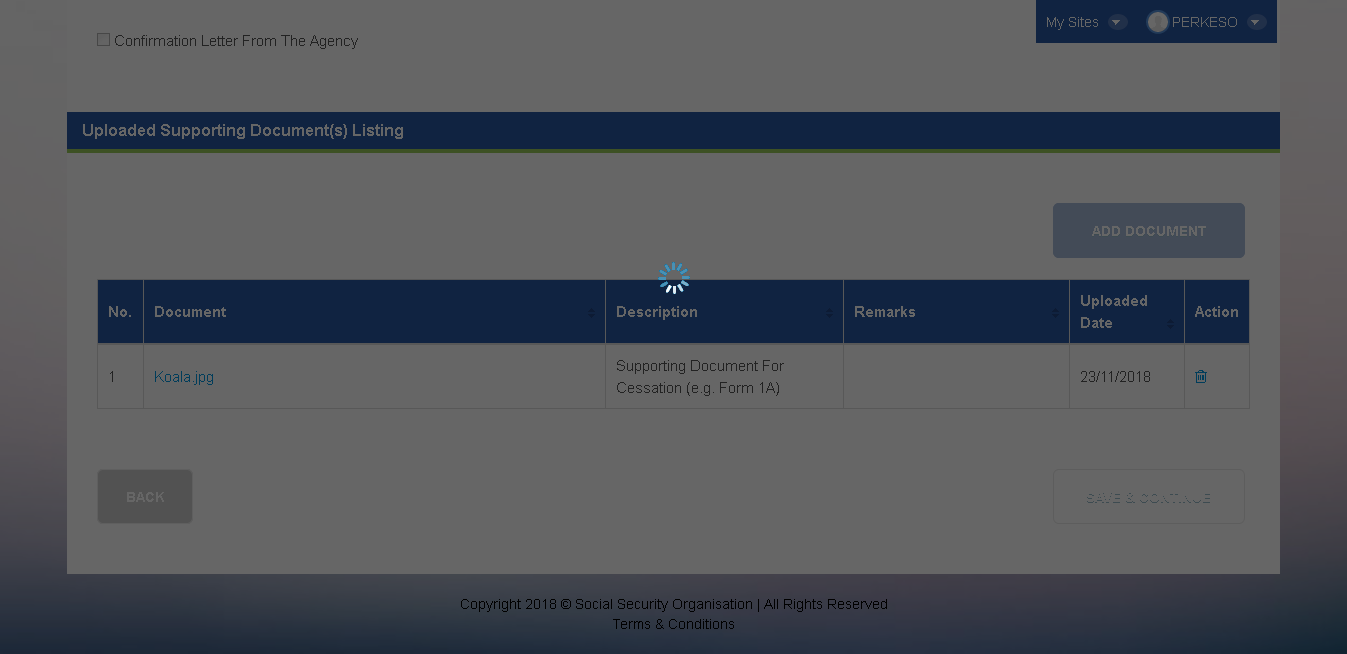 My Sites PERKESO
Confirmation Letter From The Agency
Uploaded Supporting Document(s) Listing
ADD DOCUMENT
No. Document Description Remarks Uploaded Date Action
1 Koala.jpg Supporting Document For Cessation (e.g. Form 1A) 23/11/2018
BACK SAVE & CONTINUE
Copyright 2018 © Social Security Organisation | All Rights Reserved
Terms & Conditions